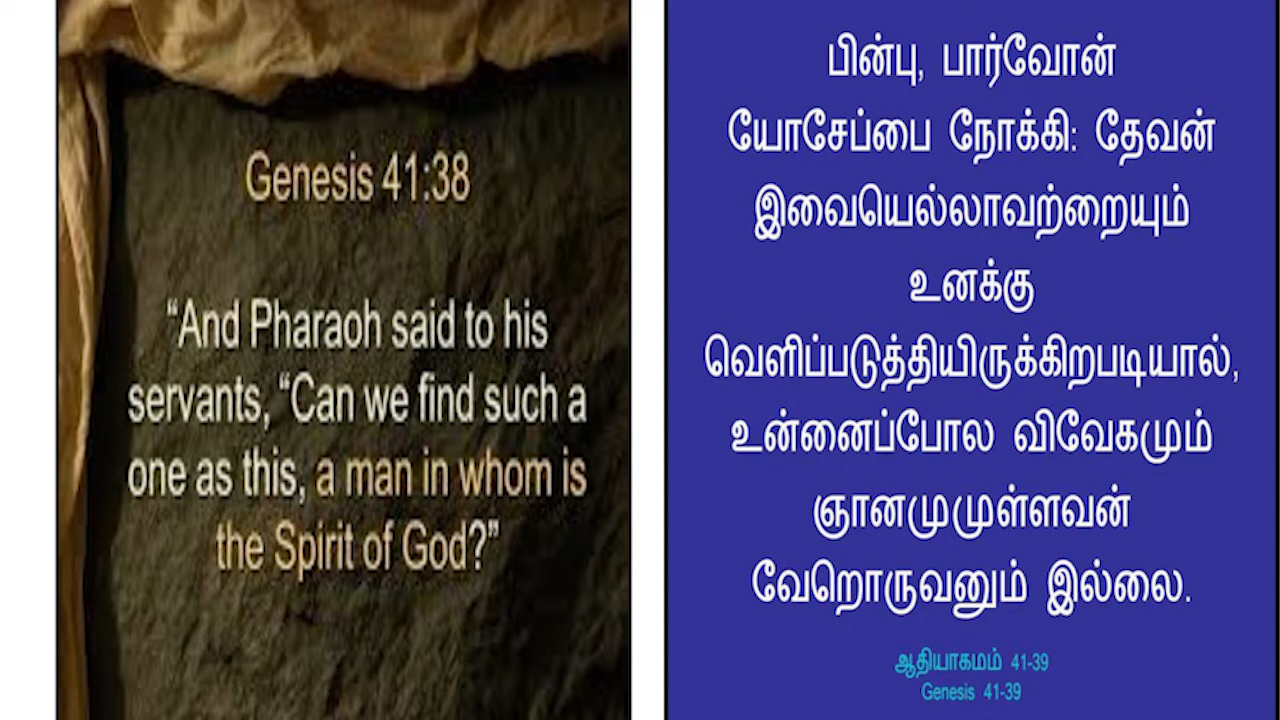 Genesis 41:38
“And Pharaoh said to his
servants, “Can we find such a
one as this, a man in whom is
the Spirit of God?”
பின்பு, பார்வோன்
யோசேப்பை நோக்கி: தேவன்
இவையெல்லாவற்றையும்
உனக்கு
வெளிப்படுத்தியிருக்கிறபடியால்,
உன்னைப்போல விவேகமும்
ஞானமுமுள்ளவன்
வேறொருவனும் இல்லை.
ஆதியாகமம் 41-39
Genesis 41-39